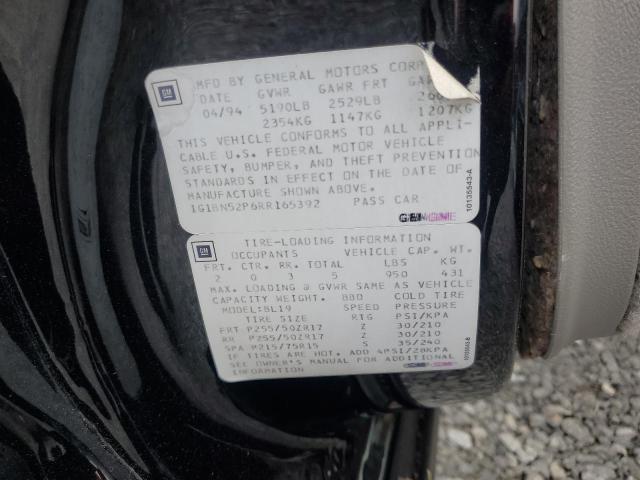 GM
MFD BY GENERAL MOTORS CORP
DATE GVWR GAWR FRT
04/94 5190LB 2529LB
2354KG 1147KG 1207KG
THIS VEHICLE CONFORMS TO ALL APPLI-
CABLE U.S. FEDERAL MOTOR VEHICLE
SAFETY, BUMPER, AND THEFT PREVENTION
STANDARDS IN EFFECT ON THE DATE OF
MANUFACTURE SHOWN ABOVE.
1G1BN52P6RR165392 PASS CAR
10135543-A
GM
TIRE-LOADING INFORMATION
OCCUPANTS VEHICLE CAP. WT.
FRT. CTR. RR. TOTAL LBS KG
2 0 3 5 950 431
MAX. LOADING & GVWR SAME AS VEHICLE
CAPACITY WEIGHT. 880 COLD TIRE
MODEL:BL19 SPEED PRESSURE
TIRE SIZE RTG PSI/KPA
FRT P255/50ZR17 Z 30/210
RR P255/50ZR17 Z 30/210
SPA P215/75R15 S 35/240
IF TIRES ARE HOT, ADD 4PSI/28KPA
SEE OWNER'S MANUAL FOR ADDITIONAL
INFORMATION